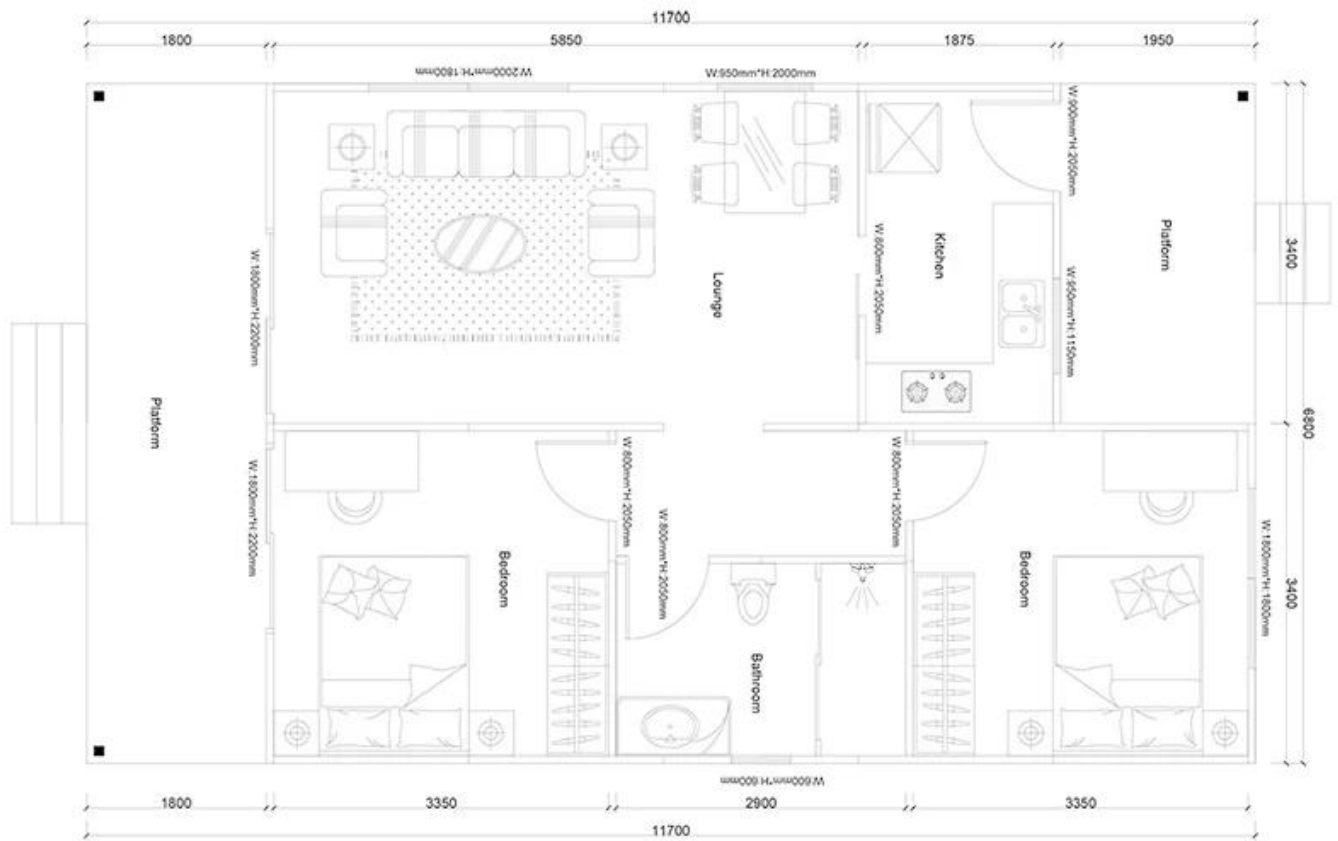 11700
1800
5850
1875
1950
W:2000mm*H:1800mm
W:950mm*H:2000mm
W:900mm*H:2050mm
Platform
3400
Kitchen
W:800mm*H:2050mm
W:1800mm*H:2200mm
Lounge
W:950mm*H:1150mm
Platform
6800
W:1800mm*H:2200mm
W:800mm*H:2050mm
W:800mm*H:2050mm
W:800mm*H:2050mm
Bedroom
Bedroom
W:1800mm*H:1800mm
3400
Bathroom
W:600mm*H:600mm
1800
3350
2900
3350
11700